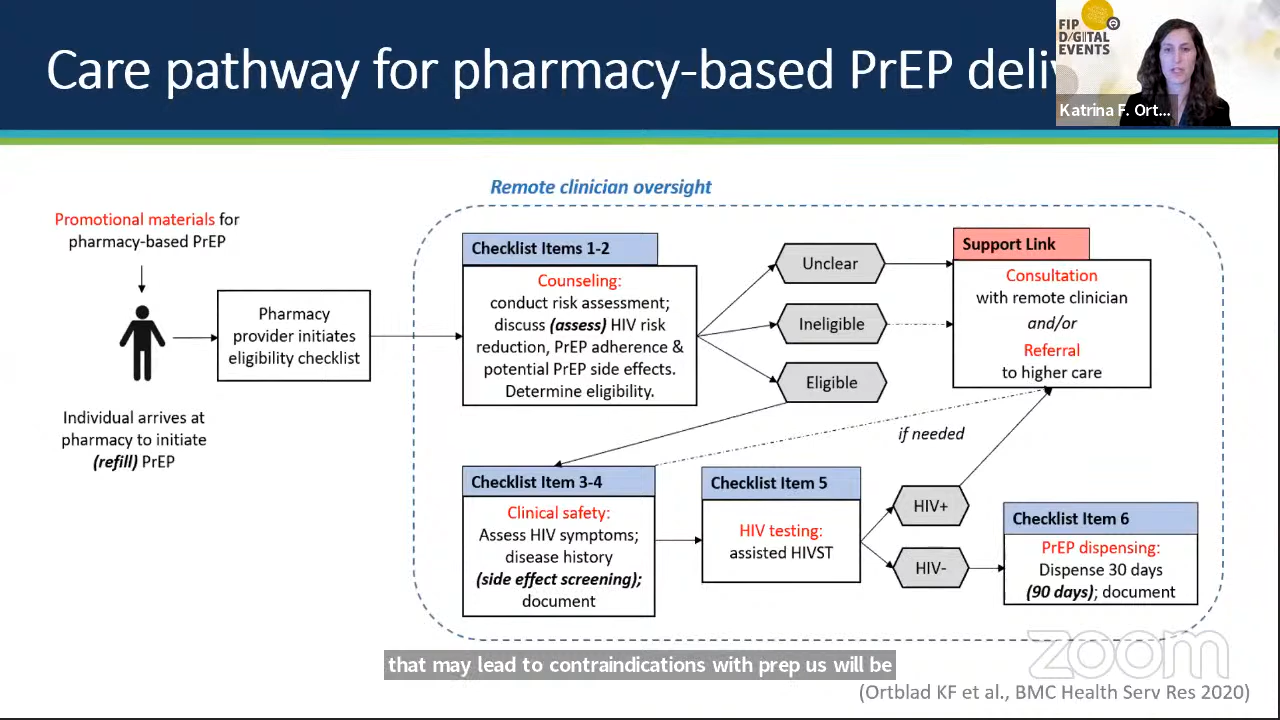 Care pathway for pharmacy-based PrEP deliv
FIP
DIGITAL
EVENTS
Katrina F. Ort...
Remote clinician oversight
Promotional materials for
pharmacy-based PrEP
Individual arrives at
pharmacy to initiate
(refill) PrEP
Pharmacy
provider initiates
eligibility checklist
Checklist Items 1-2
Counseling:
conduct risk assessment;
discuss (assess) HIV risk
reduction, PrEP adherence &
potential PrEP side effects.
Determine eligibility.
Unclear
Ineligible
Eligible
Support Link
Consultation
with remote clinician
and/or
Referral
to higher care
if needed
Checklist Item 3-4
Clinical safety:
Assess HIV symptoms;
disease history
(side effect screening);
document
Checklist Item 5
HIV testing:
assisted HIVST
HIV+
HIV-
Checklist Item 6
PrEP dispensing:
Dispense 30 days
(90 days); document
zoom
that may lead to contraindications with prep us will be
(Ortblad KF et al., BMC Health Serv Res 2020)